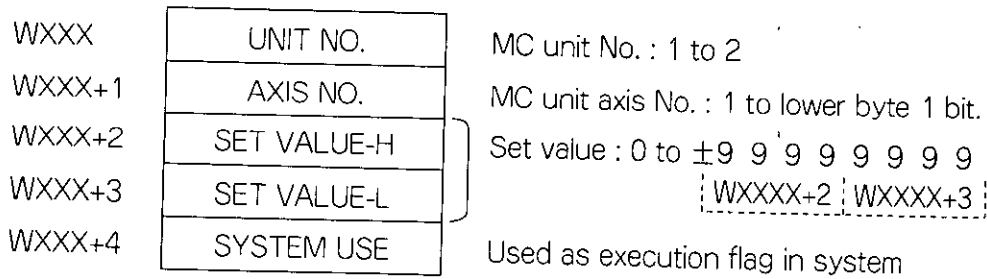 WXXX UNIT NO. MC unit No. : 1 to 2
WXXX+1 AXIS NO. MC unit axis No. : 1 to lower byte 1 bit.
WXXX+2 SET VALUE-H Set value : 0 to ±9 9 9 9 9 9 9 9
WXXX+3 SET VALUE-L WXXXX+2 WXXXX+3
WXXX+4 SYSTEM USE Used as execution flag in system